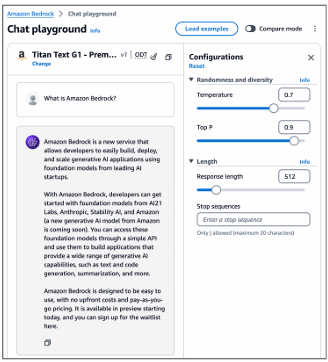 Amazon Bedrock > Chat playground
Chat playground Info
Load examples
Compare mode
a Titan Text G1 - Prem... v1 | ODT
Change
What is Amazon Bedrock?
Amazon Bedrock is a new service that
allows developers to easily build, deploy,
and scale generative AI applications using
foundation models from leading AI
startups.
With Amazon Bedrock, developers can get
started with foundation models from AI21
Labs, Anthropic, Stability AI, and Amazon
(a new generative AI model from Amazon
is coming soon). You can access these
foundation models through a simple API
and use them to build applications that
provide a wide range of generative AI
capabilities, such as text and code
generation, summarization, and more.
Amazon Bedrock is designed to be easy to
use, with no upfront costs and pay-as-you-
go pricing. It is available in preview starting
today, and you can sign up for the waitlist
here.
Configurations
Reset
Randomness and diversity Info
Temperature 0.7
Top P 0.9
Length Info
Response length 512
Stop sequences
Enter a stop sequence
Only | allowed (maximum 20 characters)